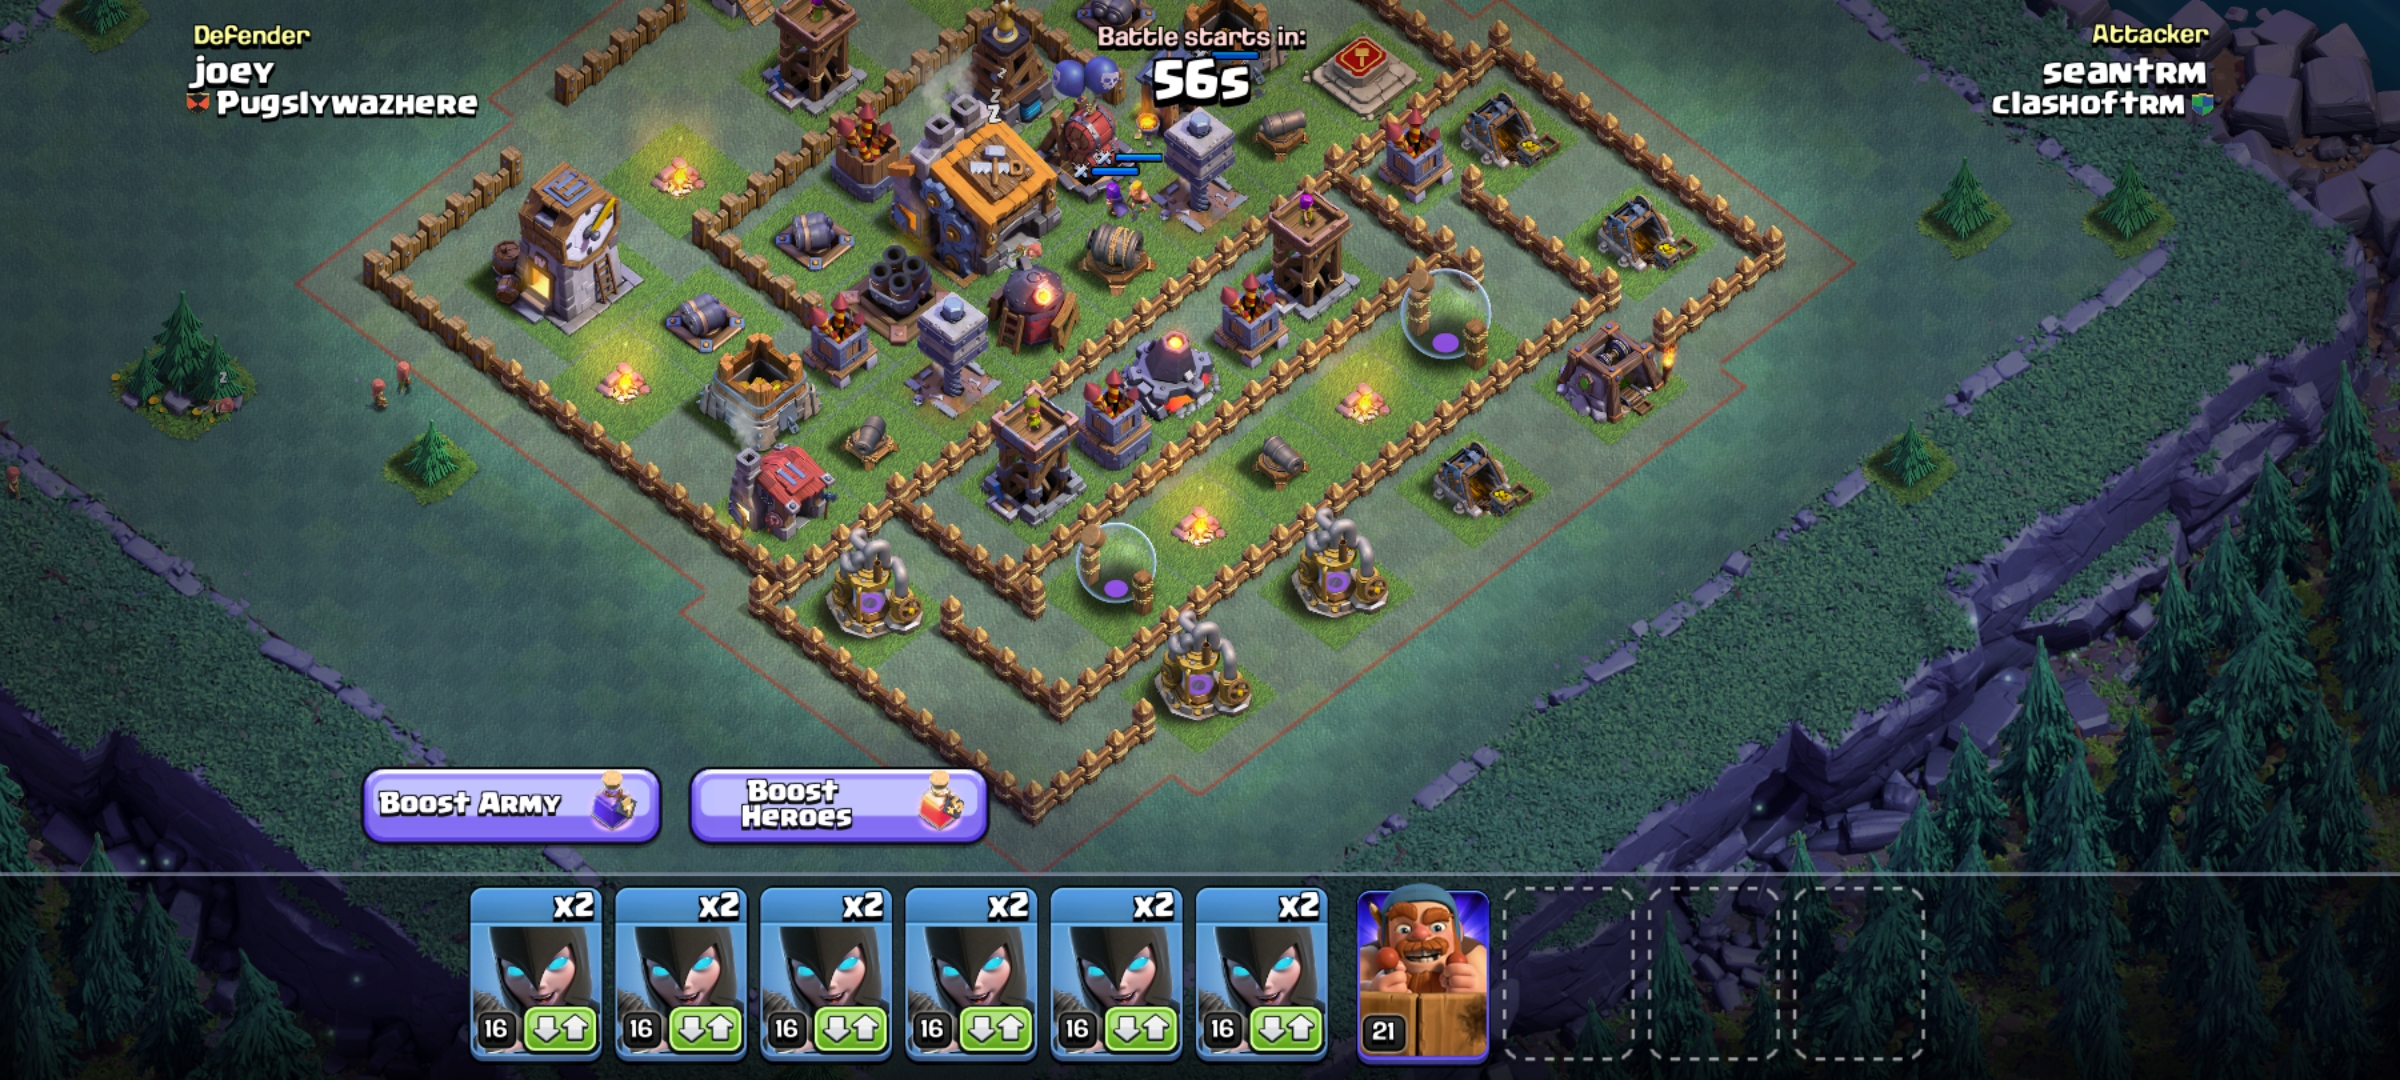 Defender
joey
Pugslywazhere
Battle starts in:
56s
Attacker
seantRM
clashoftRM
z
z
z
z
Boost Army
Boost
Heroes
x2
x2
x2
x2
x2
x2
16
16
16
16
16
16
21